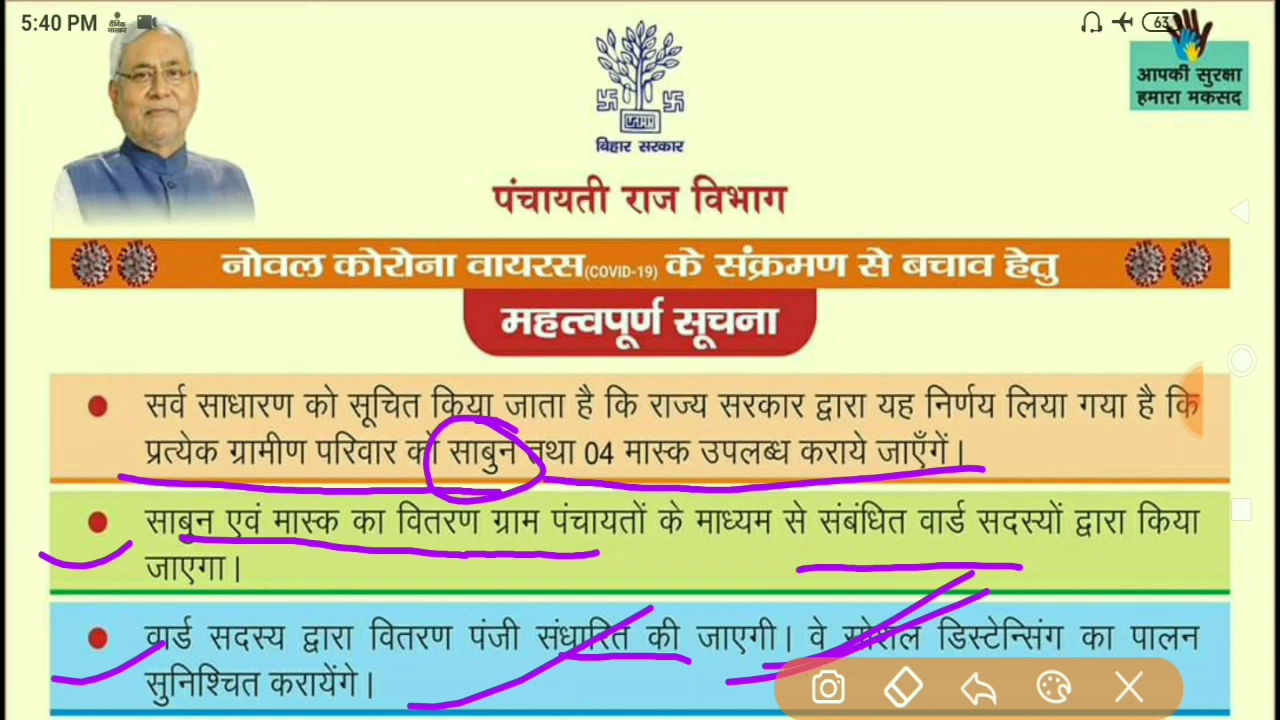 5:40 PM
दैनिक
भास्कर
63
आपकी सुरक्षा
हमारा मकसद
बिहार सरकार
पंचायती राज विभाग
नोवल कोरोना वायरस(COVID-19) के संक्रमण से बचाव हेतु
महत्वपूर्ण सूचना
सर्व साधारण को सूचित किया जाता है कि राज्य सरकार द्वारा यह निर्णय लिया गया है कि
प्रत्येक ग्रामीण परिवार को साबुन तथा 04 मास्क उपलब्ध कराये जाएँगें।
साबुन एवं मास्क का वितरण ग्राम पंचायतों के माध्यम से संबंधित वार्ड सदस्यों द्वारा किया
जाएगा।
वार्ड सदस्य द्वारा वितरण पंजी संधारित की जाएगी। वे सोशल डिस्टेन्सिंग का पालन
सुनिश्चित करायेंगे।